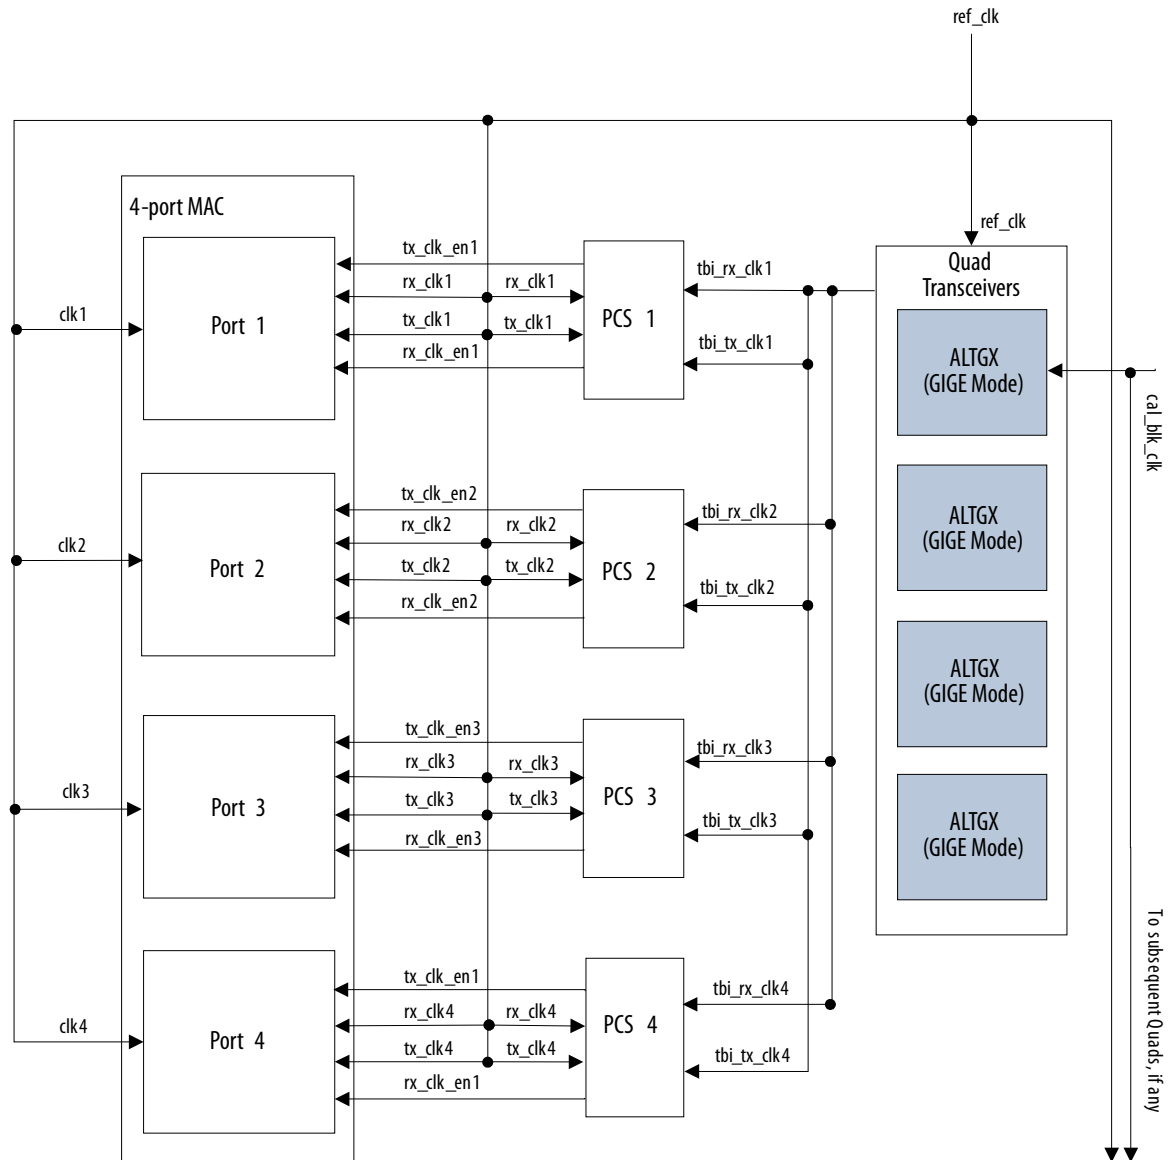 ref_clk
4-port MAC
ref_clk
Quad
Transceivers
tx_clk_en1
tbi_rx_clk1
rx_clk1
rx_clk1
clk1
Port 1
PCS 1
tx_clk1
tx_clk1
tbi_tx_clk1
rx_clk_en1
ALTGX
(GIGE Mode)
cal_blk_clk
tx_clk_en2
tbi_rx_clk2
rx_clk2
rx_clk2
clk2
Port 2
PCS 2
tx_clk2
tx_clk2
tbi_tx_clk2
rx_clk_en2
ALTGX
(GIGE Mode)
ALTGX
(GIGE Mode)
tx_clk_en3
tbi_rx_clk3
rx_clk3
rx_clk3
clk3
Port 3
PCS 3
tx_clk3
tx_clk3
tbi_tx_clk3
rx_clk_en3
ALTGX
(GIGE Mode)
tx_clk_en1
tbi_rx_clk4
rx_clk4
rx_clk4
clk4
Port 4
PCS 4
tx_clk4
tx_clk4
tbi_tx_clk4
rx_clk_en1
To subsequent Quads, if any